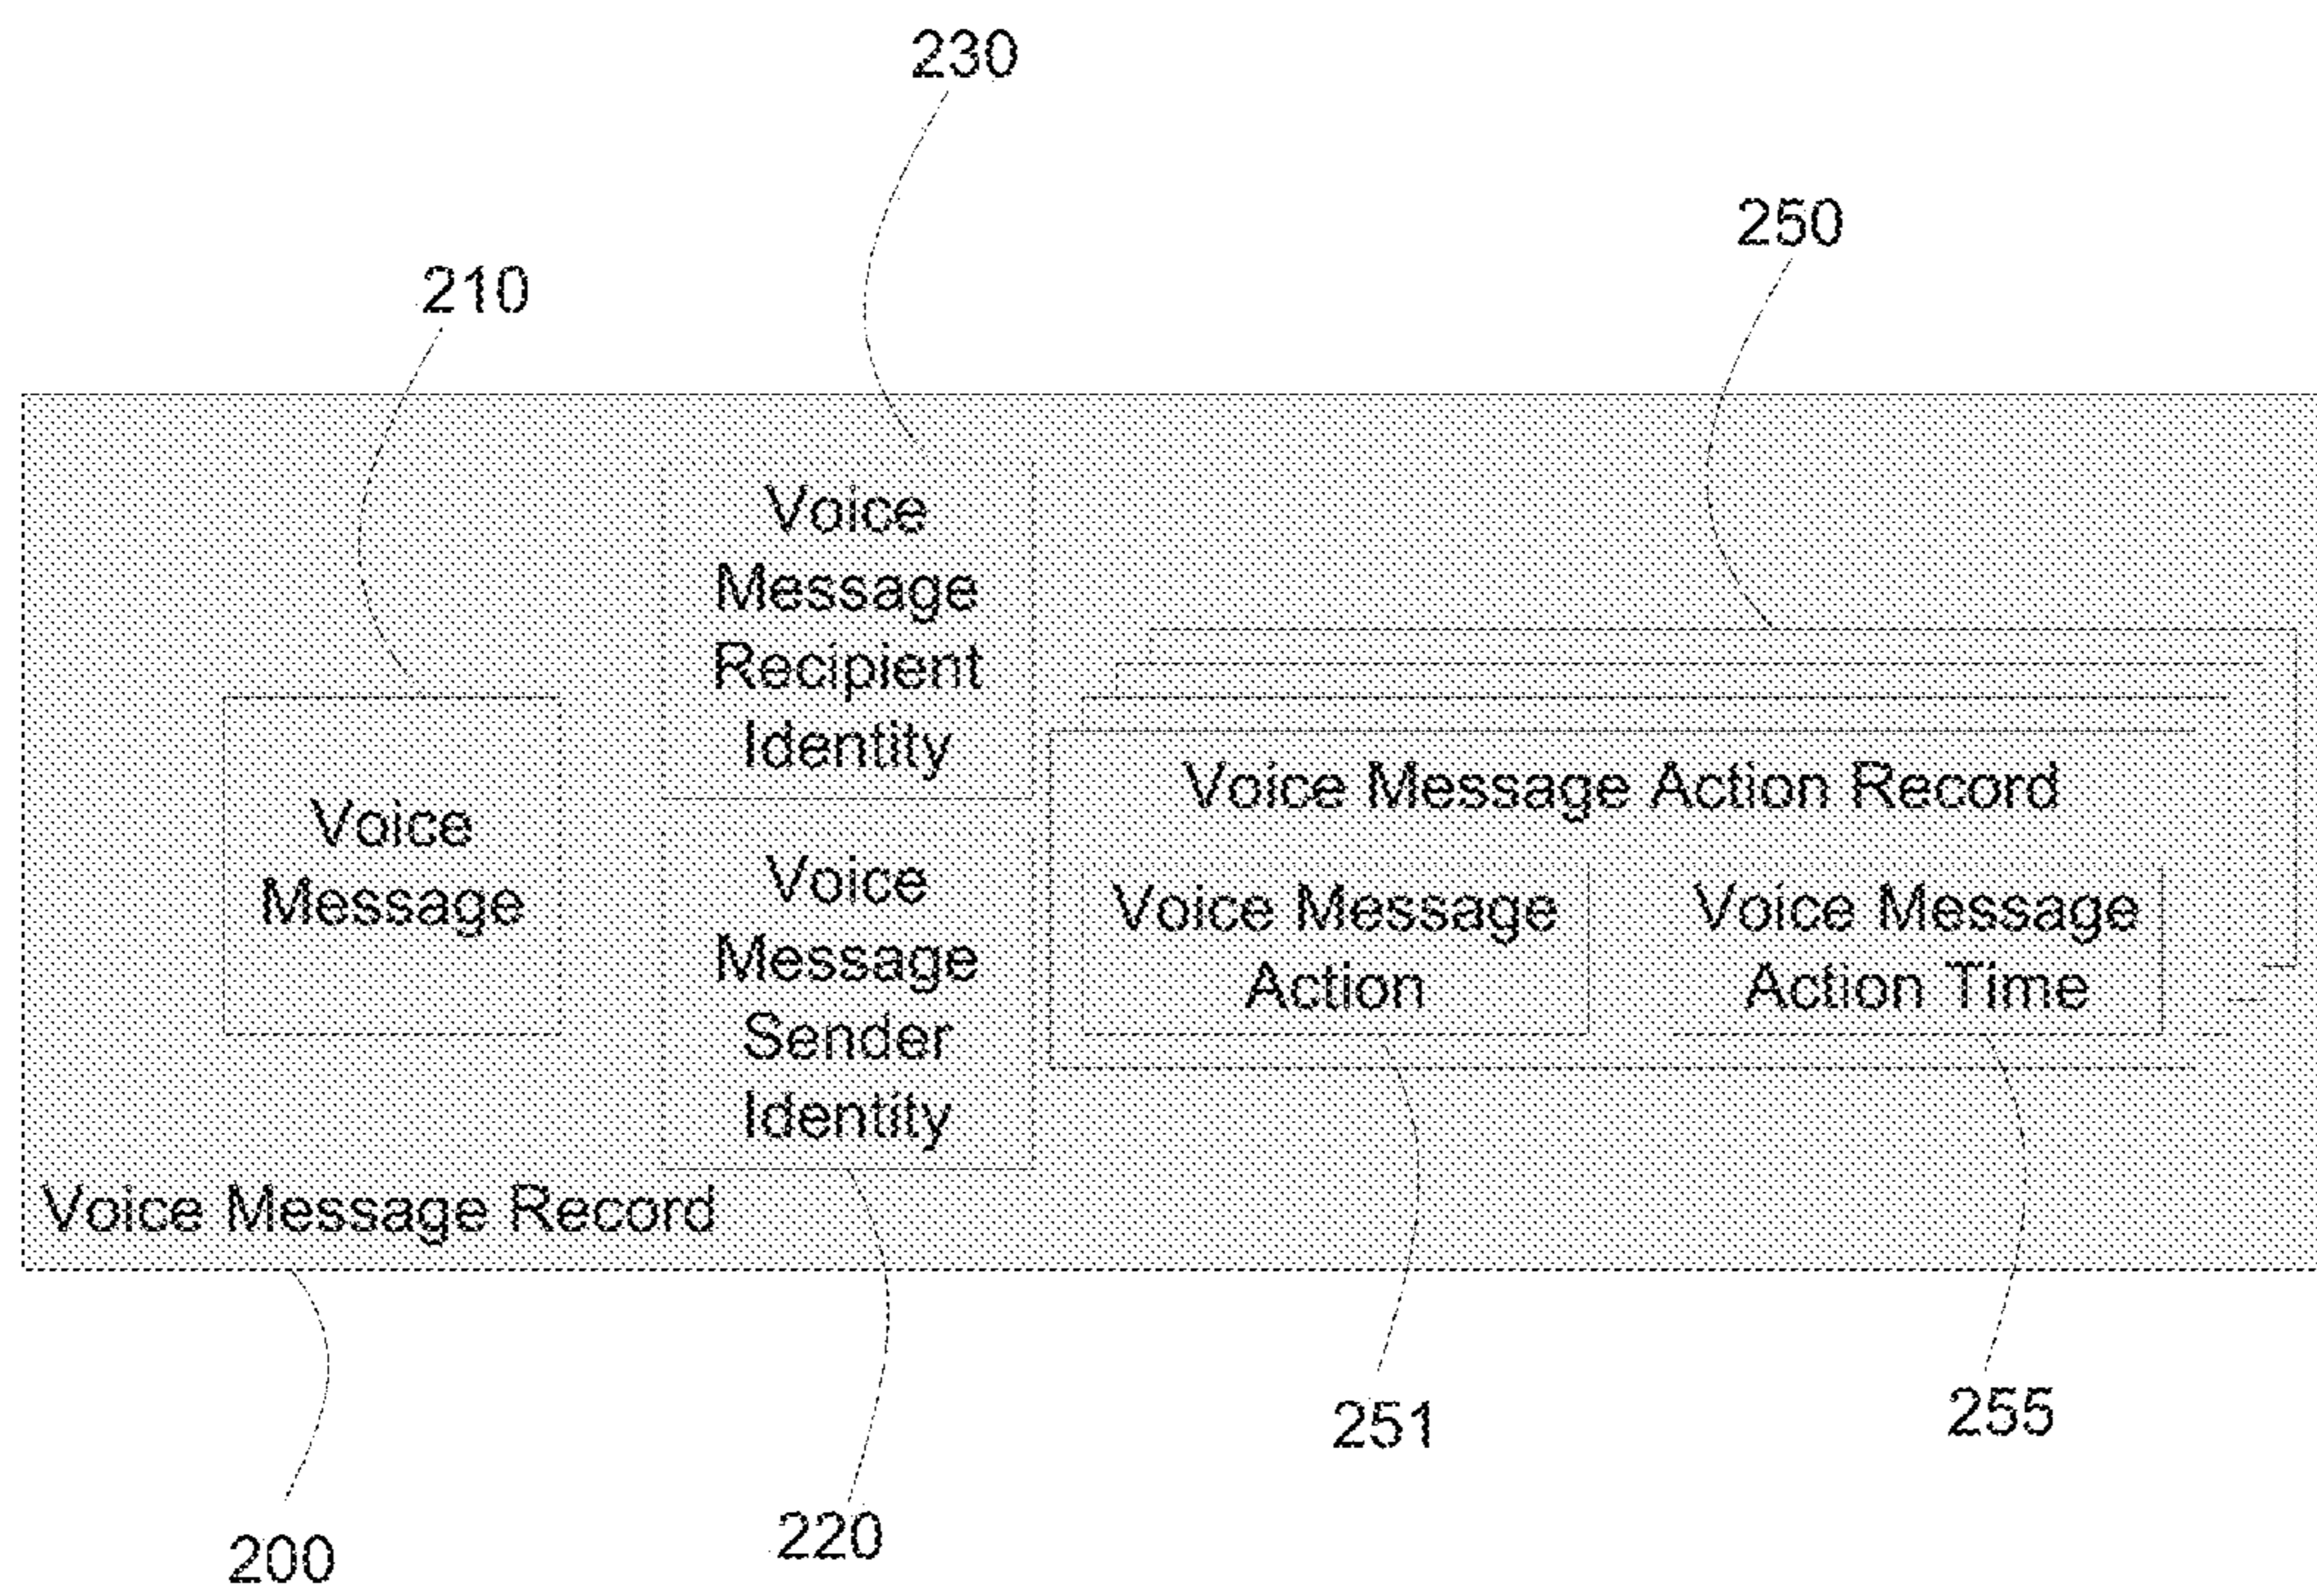 230
250
210
Voice
Message
Recipient
Identity
Voice Message Action Record
Voice
Message
Voice
Message
Sender
Identity
Voice Message
Action
Voice Message
Action Time
Voice Message Record
251
255
220
200